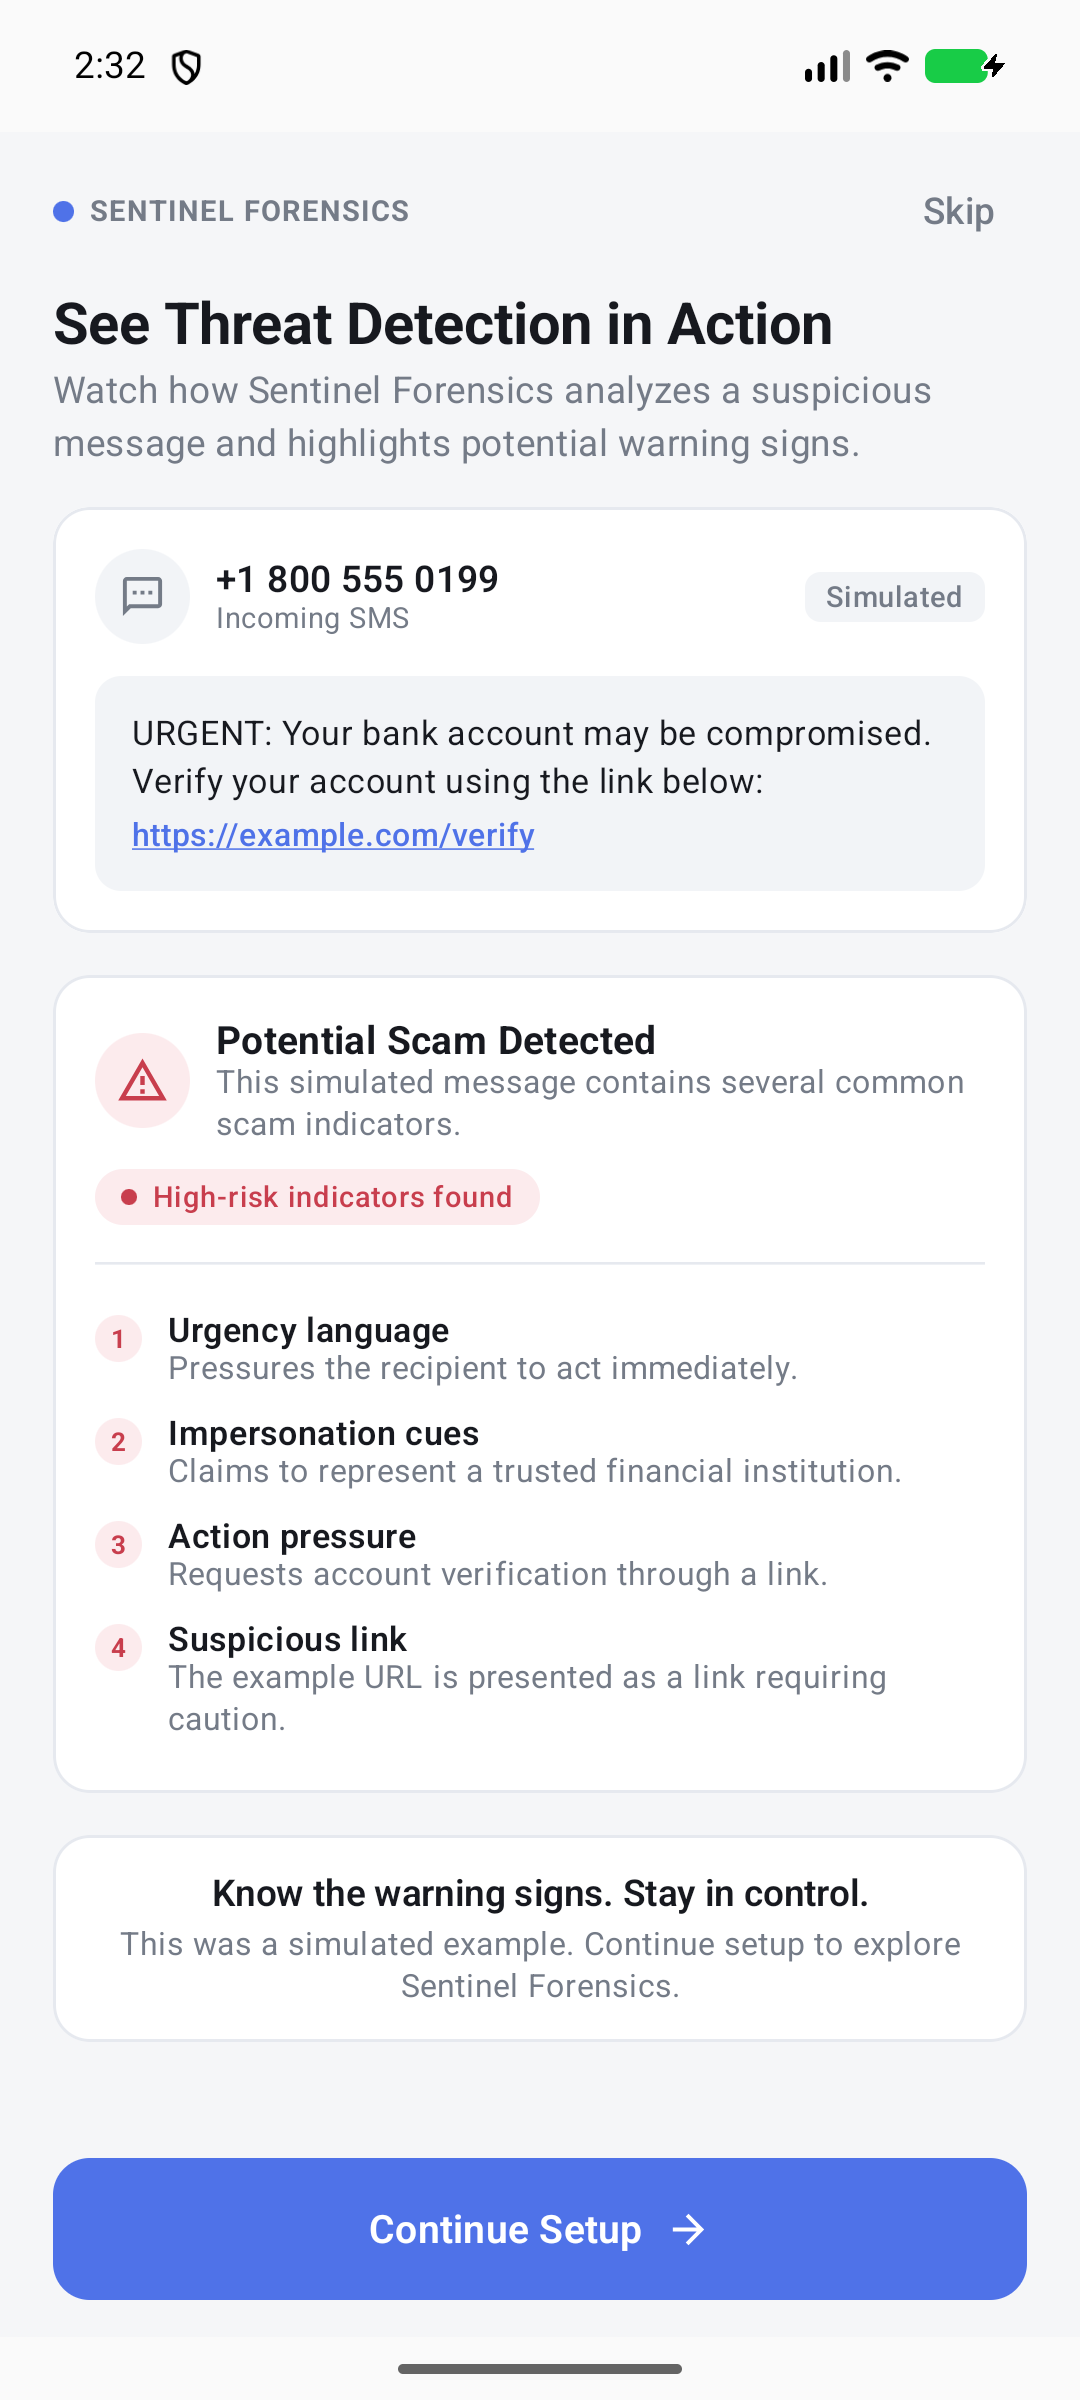 2:32
SENTINEL FORENSICS
Skip
See Threat Detection in Action
Watch how Sentinel Forensics analyzes a suspicious
message and highlights potential warning signs.
+1 800 555 0199
Incoming SMS
Simulated
URGENT: Your bank account may be compromised.
Verify your account using the link below:
https://example.com/verify
Potential Scam Detected
This simulated message contains several common
scam indicators.
High-risk indicators found
1
Urgency language
Pressures the recipient to act immediately.
2
Impersonation cues
Claims to represent a trusted financial institution.
3
Action pressure
Requests account verification through a link.
4
Suspicious link
The example URL is presented as a link requiring
caution.
Know the warning signs. Stay in control.
This was a simulated example. Continue setup to explore
Sentinel Forensics.
Continue Setup